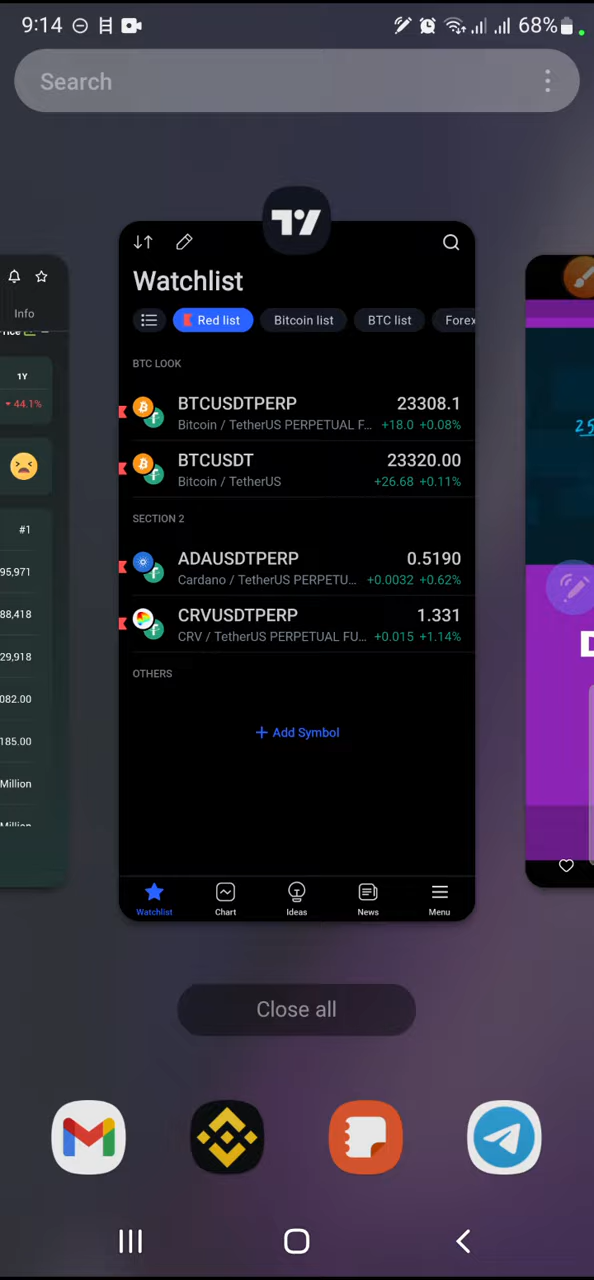 9:14
68%
Search
Info
1Y
44.1%
#1
95,971
88,418
29,918
082.00
185.00
Million
Watchlist
Red list
Bitcoin list
BTC list
Forex
BTC LOOK
BTCUSDTPERP 23308.1
Bitcoin / TetherUS PERPETUAL F... +18.0 +0.08%
BTCUSDT 23320.00
Bitcoin / TetherUS +26.68 +0.11%
SECTION 2
ADAUSDTPERP 0.5190
Cardano / TetherUS PERPETU... +0.0032 +0.62%
CRVUSDTPERP 1.331
CRV / TetherUS PERPETUAL FU... +0.015 +1.14%
OTHERS
+ Add Symbol
Watchlist Chart Ideas News Menu
25
Close all